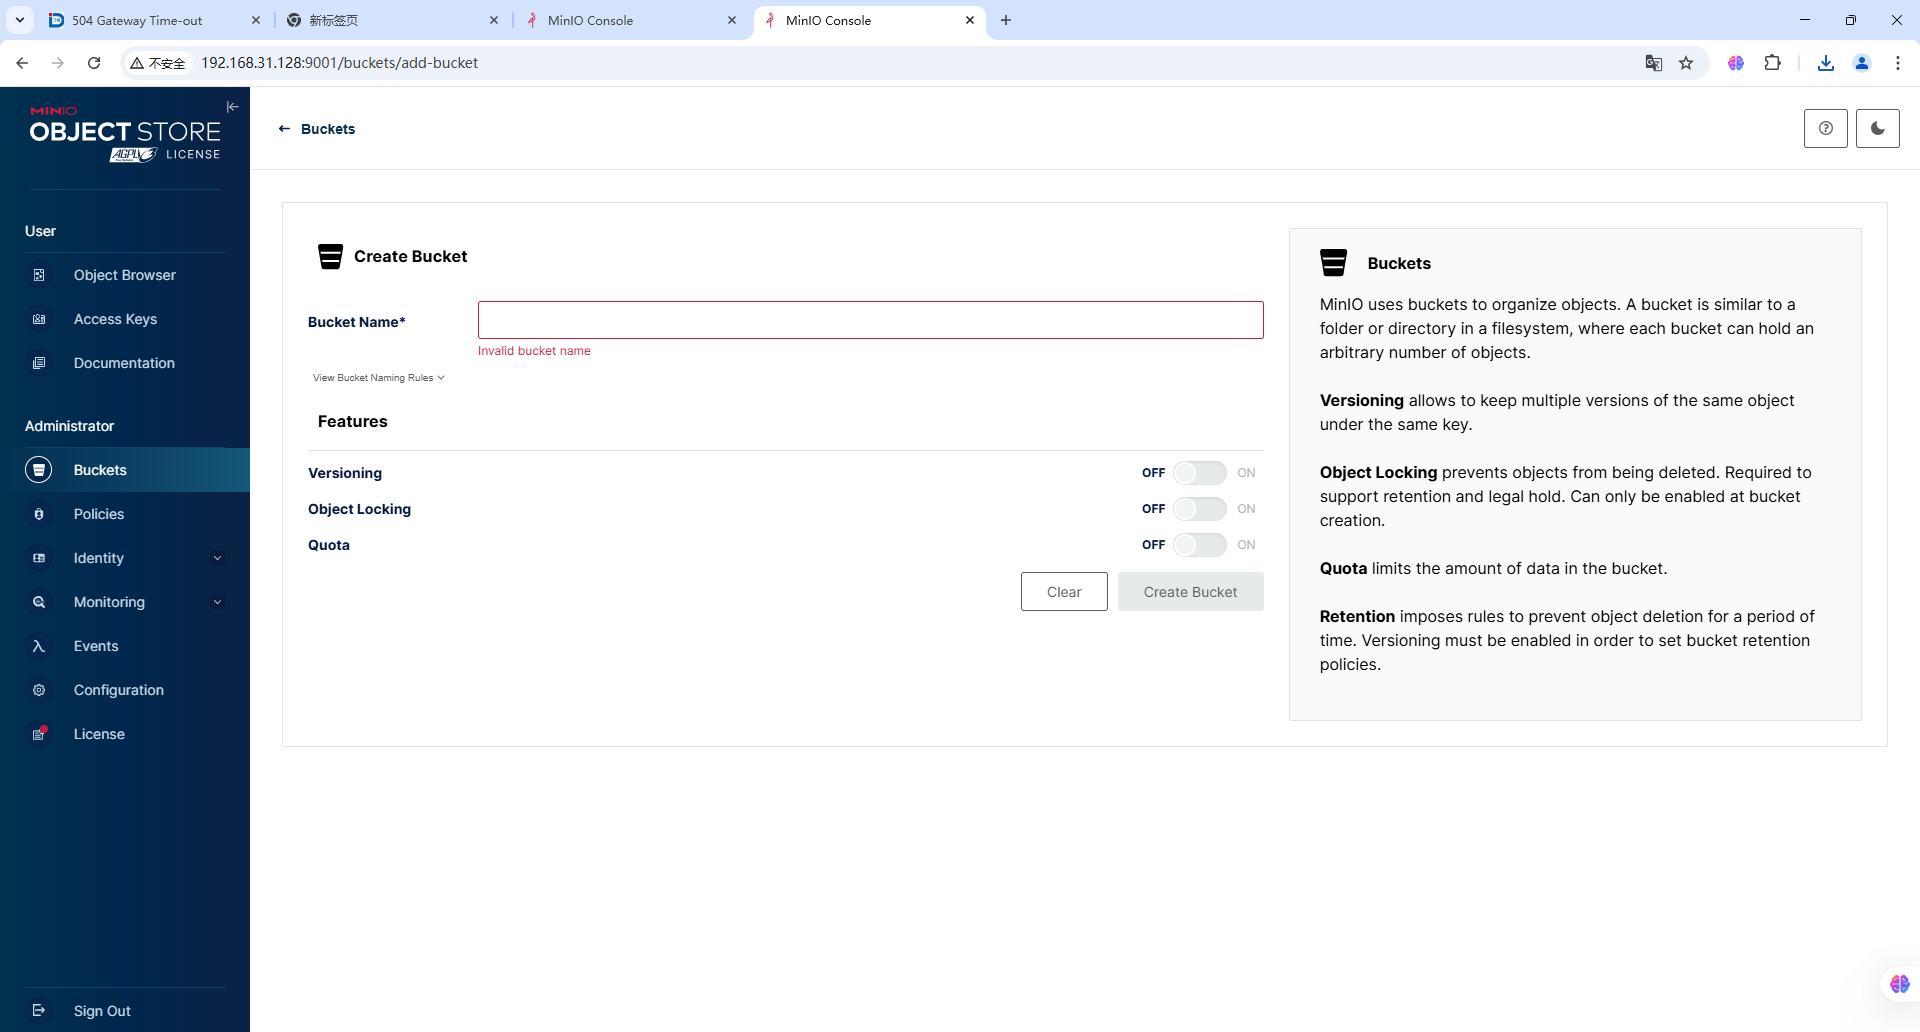 504 Gateway Time-out
新标签页
MinIO Console
MinIO Console
不安全
192.168.31.128:9001/buckets/add-bucket
MINIO
OBJECT STORE
AGPLv3 LICENSE
User
Object Browser
Access Keys
Documentation
Administrator
Buckets
Policies
Identity
Monitoring
Events
Configuration
License
Sign Out
Buckets
Create Bucket
Bucket Name*
Invalid bucket name
View Bucket Naming Rules
Features
Versioning OFF ON
Object Locking OFF ON
Quota OFF ON
Clear Create Bucket
Buckets
MinIO uses buckets to organize objects. A bucket is similar to a
folder or directory in a filesystem, where each bucket can hold an
arbitrary number of objects.
Versioning allows to keep multiple versions of the same object
under the same key.
Object Locking prevents objects from being deleted. Required to
support retention and legal hold. Can only be enabled at bucket
creation.
Quota limits the amount of data in the bucket.
Retention imposes rules to prevent object deletion for a period of
time. Versioning must be enabled in order to set bucket retention
policies.